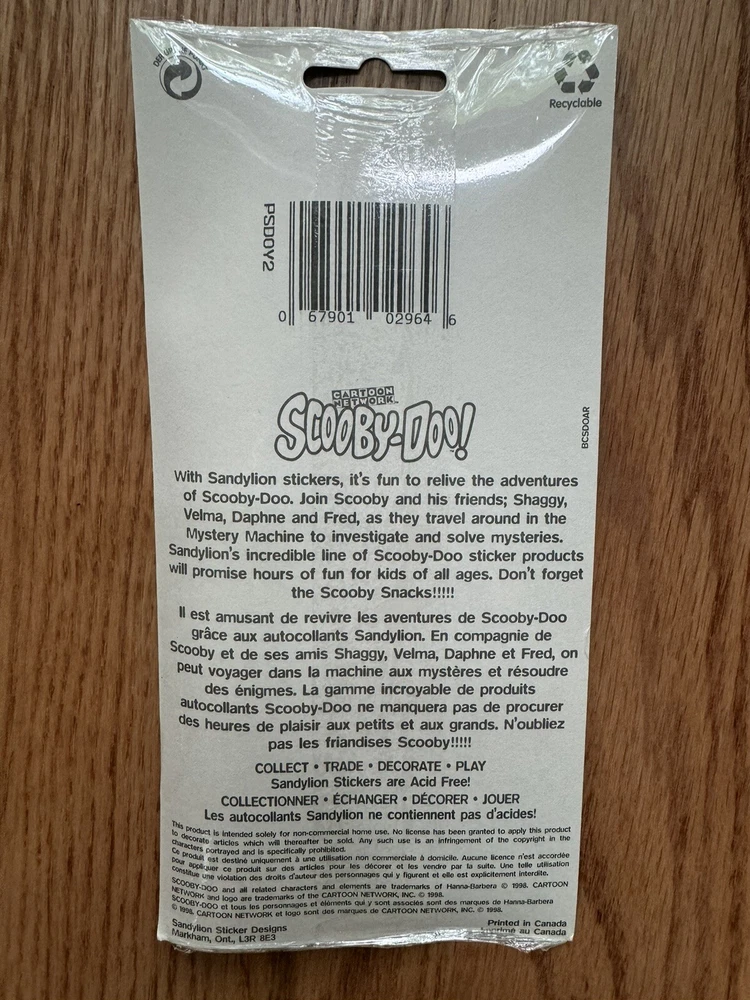 Recyclable
PSDOY2
0 67901 02964 6
CARTOON NETWORK
SCOOBY-DOO!
BCSDOAR
With Sandylion stickers, it's fun to relive the adventures
of Scooby-Doo. Join Scooby and his friends; Shaggy,
Velma, Daphne and Fred, as they travel around in the
Mystery Machine to investigate and solve mysteries.
Sandylion's incredible line of Scooby-Doo sticker products
will promise hours of fun for kids of all ages. Don't forget
the Scooby Snacks!!!!!
Il est amusant de revivre les aventures de Scooby-Doo
grâce aux autocollants Sandylion. En compagnie de
Scooby et de ses amis Shaggy, Velma, Daphne et Fred, on
peut voyager dans la machine aux mystères et résoudre
des énigmes. La gamme incroyable de produits
autocollants Scooby-Doo ne manquera pas de procurer
des heures de plaisir aux petits et aux grands. N'oubliez
pas les friandises Scooby!!!!!
COLLECT • TRADE • DECORATE • PLAY
Sandylion Stickers are Acid Free!
COLLECTIONNER • ÉCHANGER • DÉCORER • JOUER
Les autocollants Sandylion ne contiennent pas d'acides!
This product is intended solely for non-commercial home use. No license has been granted to apply this product
to decorate articles which will thereafter be sold. Any such use is an infringement of the copyright in the
characters portrayed and is specifically prohibited.
Ce produit est destiné uniquement à une utilisation non commerciale à domicile. Aucune licence n'est accordée
pour appliquer ce produit sur des articles pour les décorer et les vendre par la suite. Une telle utilisation
constitue une violation des droits d'auteur des personnages qui y figurent et elle est explicitement interdite.
SCOOBY-DOO and all related characters and elements are trademarks of Hanna-Barbera © 1998. CARTOON
NETWORK and logo are trademarks of the CARTOON NETWORK, INC. © 1998.
SCOOBY-DOO et tous les personnages et éléments qui y sont associés sont des marques de Hanna-Barbera
© 1998. CARTOON NETWORK et logo sont des marques de CARTOON NETWORK, INC. © 1998.
Sandylion Sticker Designs
Markham, Ont., L3R 8E3
Printed in Canada
Imprimé au Canada